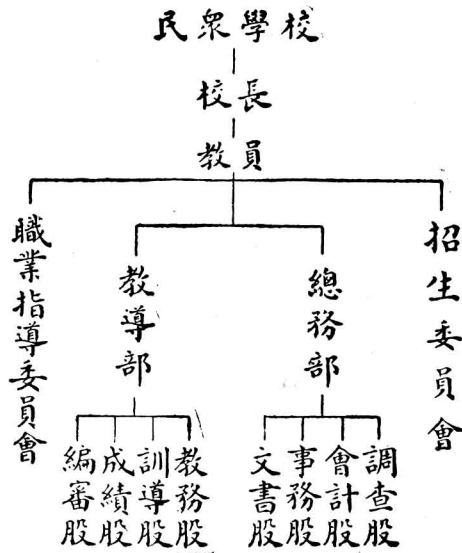 民眾學校
校長
教員
招生委員會
總務部
教導部
職業指導委員會
調查股
會計股
事務股
文書股
教務股
訓導股
成績股
編審股